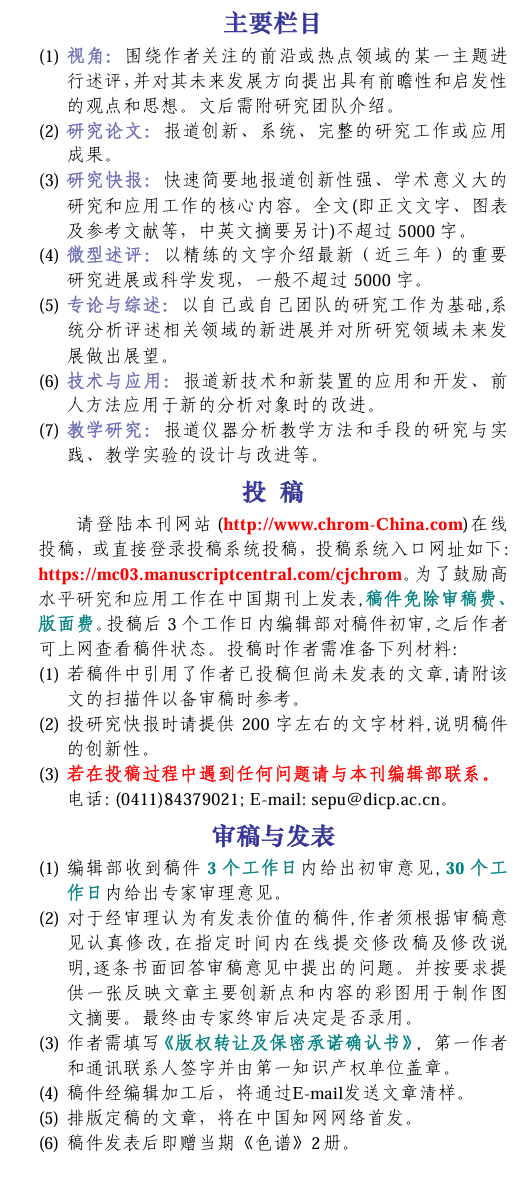 主要栏目
(1) 视角：围绕作者关注的前沿或热点领域的某一主题进
行述评,并对其未来发展方向提出具有前瞻性和启发性
的观点和思想。文后需附研究团队介绍。
(2) 研究论文：报道创新、系统、完整的研究工作或应用
成果。
(3) 研究快报：快速简要地报道创新性强、学术意义大的
研究和应用工作的核心内容。全文(即正文文字、图表
及参考文献等，中英文摘要另计)不超过 5000 字。
(4) 微型述评：以精练的文字介绍最新（近三年）的重要
研究进展或科学发现，一般不超过 5000 字。
(5) 专论与综述：以自己或自己团队的研究工作为基础,系
统分析评述相关领域的新进展并对所研究领域未来发
展做出展望。
(6) 技术与应用：报道新技术和新装置的应用和开发、前
人方法应用于新的分析对象时的改进。
(7) 教学研究：报道仪器分析教学方法和手段的研究与实
践、教学实验的设计与改进等。
投 稿
请登陆本刊网站 (http://www.chrom-China.com)在线
投稿，或直接登录投稿系统投稿，投稿系统入口网址如下:
https://mc03.manuscriptcentral.com/cjchrom。为了鼓励高
水平研究和应用工作在中国期刊上发表,稿件免除审稿费、
版面费。投稿后 3 个工作日内编辑部对稿件初审,之后作者
可上网查看稿件状态。投稿时作者需准备下列材料:
(1) 若稿件中引用了作者已投稿但尚未发表的文章,请附该
文的扫描件以备审稿时参考。
(2) 投研究快报时请提供 200 字左右的文字材料,说明稿件
的创新性。
(3) 若在投稿过程中遇到任何问题请与本刊编辑部联系。
电话: (0411)84379021; E-mail: sepu@dicp.ac.cn。
审稿与发表
(1) 编辑部收到稿件 3 个工作日内给出初审意见, 30 个工
作日内给出专家审理意见。
(2) 对于经审理认为有发表价值的稿件,作者须根据审稿意
见认真修改,在指定时间内在线提交修改稿及修改说
明,逐条书面回答审稿意见中提出的问题。并按要求提
供一张反映文章主要创新点和内容的彩图用于制作图
文摘要。最终由专家终审后决定是否录用。
(3) 作者需填写《版权转让及保密承诺确认书》，第一作者
和通讯联系人签字并由第一知识产权单位盖章。
(4) 稿件经编辑加工后，将通过E-mail发送文章清样。
(5) 排版定稿的文章，将在中国知网网络首发。
(6) 稿件发表后即赠当期《色谱》2册。